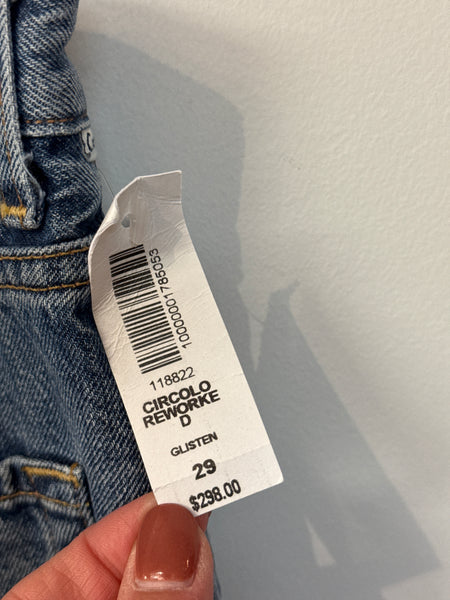 1000001785053
118822
CIRCOLO
REWORKE
D
GLISTEN
29
$298.00